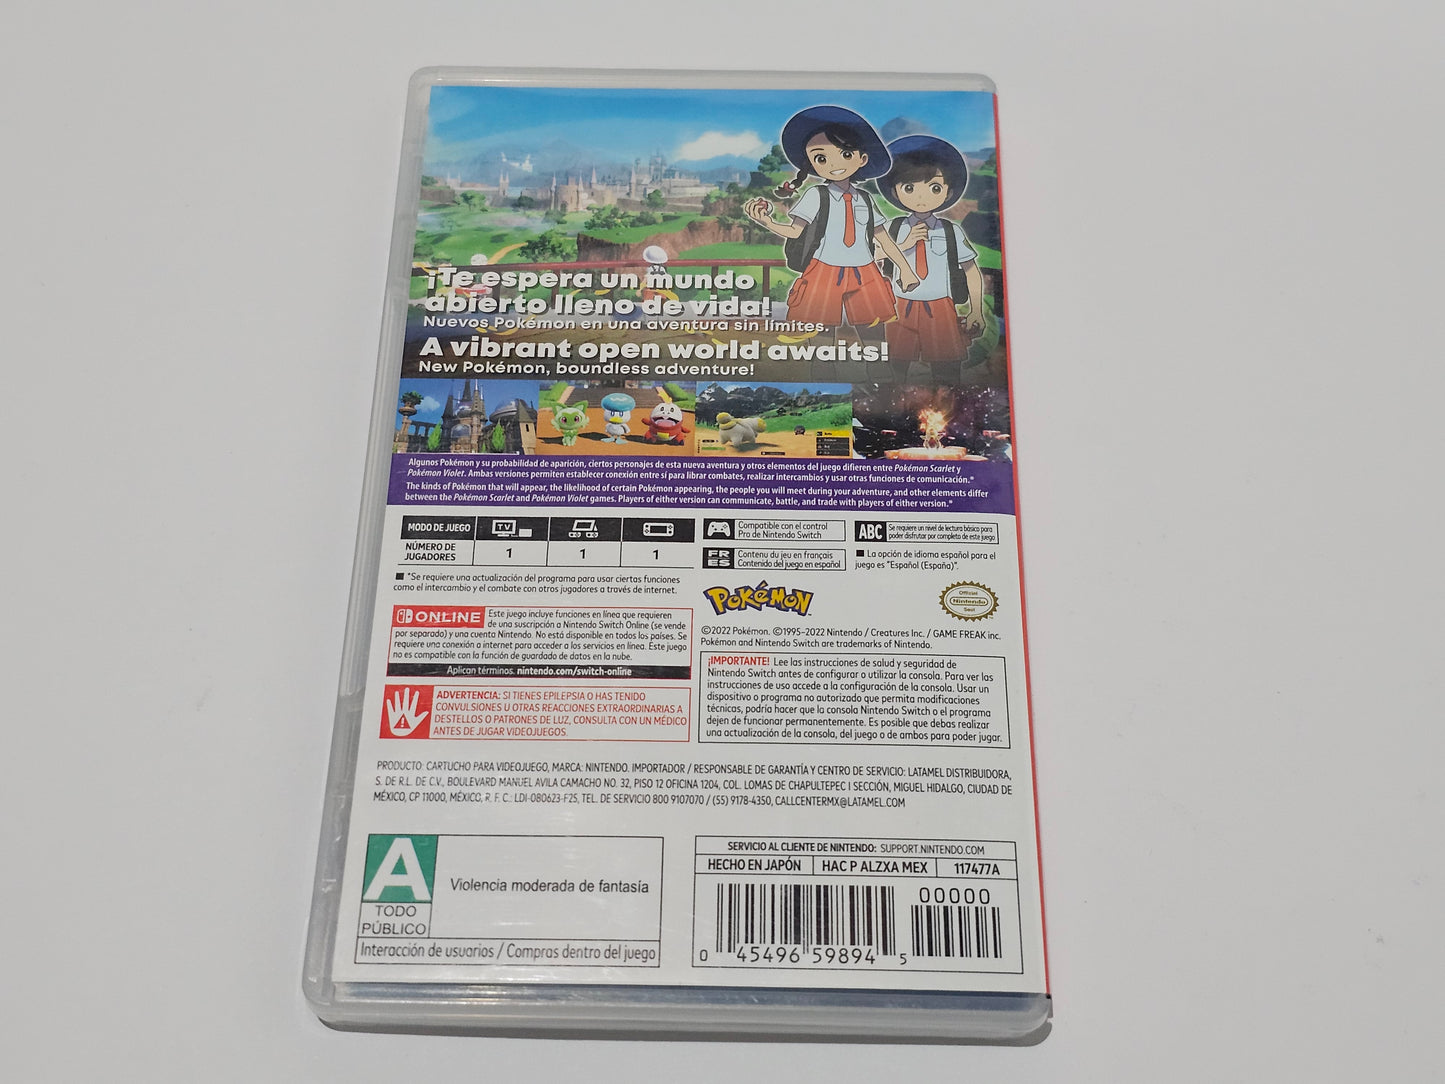 ¡Te espera un mundo
abierto lleno de vida!
Nuevos Pokémon en una aventura sin límites.
A vibrant open world awaits!
New Pokémon, boundless adventure!
Algunos Pokémon y su probabilidad de aparición, ciertos personajes de esta nueva aventura y otros elementos del juego difieren entre Pokémon Scarlet y
Pokémon Violet. Ambas versiones permiten establecer conexión entre sí para librar combates, realizar intercambios y usar otras funciones de comunicación.*
The kinds of Pokémon that will appear, the likelihood of certain Pokémon appearing, the people you will meet during your adventure, and other elements differ
between the Pokémon Scarlet and Pokémon Violet games. Players of either version can communicate, battle, and trade with players of either version.*
MODO DE JUEGO TV
NÚMERO DE
JUGADORES
1 1 1
Compatible con el control
Pro de Nintendo Switch
ABC Se requiere un nivel de lectura básico para
poder disfrutar por completo de este juego
FR Contenu du jeu en français
ES Contenido del juego en español
■ La opción de idioma español para el
juego es "Español (España)".
■ *Se requiere una actualización del programa para usar ciertas funciones
como el intercambio y el combate con otros jugadores a través de internet.
ONLINE Este juego incluye funciones en línea que requieren
de una suscripción a Nintendo Switch Online (se vende
por separado) y una cuenta Nintendo. No está disponible en todos los países. Se
requiere una conexión a internet para acceder a los servicios en línea. Este juego
no es compatible con la función de guardado de datos en la nube.
Aplican términos. nintendo.com/switch-online
ADVERTENCIA: SI TIENES EPILEPSIA O HAS TENIDO
CONVULSIONES U OTRAS REACCIONES EXTRAORDINARIAS A
DESTELLOS O PATRONES DE LUZ, CONSULTA CON UN MÉDICO
ANTES DE JUGAR VIDEOJUEGOS.
POKéMON
Official
Nintendo
Seal
©2022 Pokémon. ©1995-2022 Nintendo / Creatures Inc. / GAME FREAK inc.
Pokémon and Nintendo Switch are trademarks of Nintendo.
¡IMPORTANTE! Lee las instrucciones de salud y seguridad de
Nintendo Switch antes de configurar o utilizar la consola. Para ver las
instrucciones de uso accede a la configuración de la consola. Usar un
dispositivo o programa no autorizado que permita modificaciones
técnicas, podría hacer que la consola Nintendo Switch o el programa
dejen de funcionar permanentemente. Es posible que debas realizar
una actualización de la consola, del juego o de ambos para poder jugar.
PRODUCTO: CARTUCHO PARA VIDEOJUEGO, MARCA: NINTENDO. IMPORTADOR / RESPONSABLE DE GARANTÍA Y CENTRO DE SERVICIO: LATAMEL DISTRIBUIDORA,
S. DE R.L. DE C.V., BOULEVARD MANUEL AVILA CAMACHO NO. 32, PISO 12 OFICINA 1204, COL. LOMAS DE CHAPULTEPEC I SECCIÓN, MIGUEL HIDALGO, CIUDAD DE
MÉXICO, CP 11000, MÉXICO, R. F. C.: LDI-080623-F25, TEL. DE SERVICIO 800 9107070 / (55) 9178-4350, CALLCENTERMX@LATAMEL.COM
A
TODO
PÚBLICO
Violencia moderada de fantasía
Interacción de usuarios / Compras dentro del juego
SERVICIO AL CLIENTE DE NINTENDO: SUPPORT.NINTENDO.COM
HECHO EN JAPÓN HAC P ALZXA MEX 117477A
00000
0 45496 59894 5